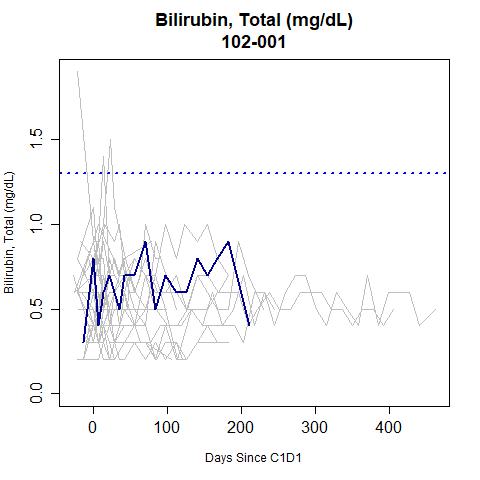 Bilirubin, Total (mg/dL)
102-001
Bilirubin, Total (mg/dL)
1.5
1.0
0.5
0.0
0 100 200 300 400
Days Since C1D1